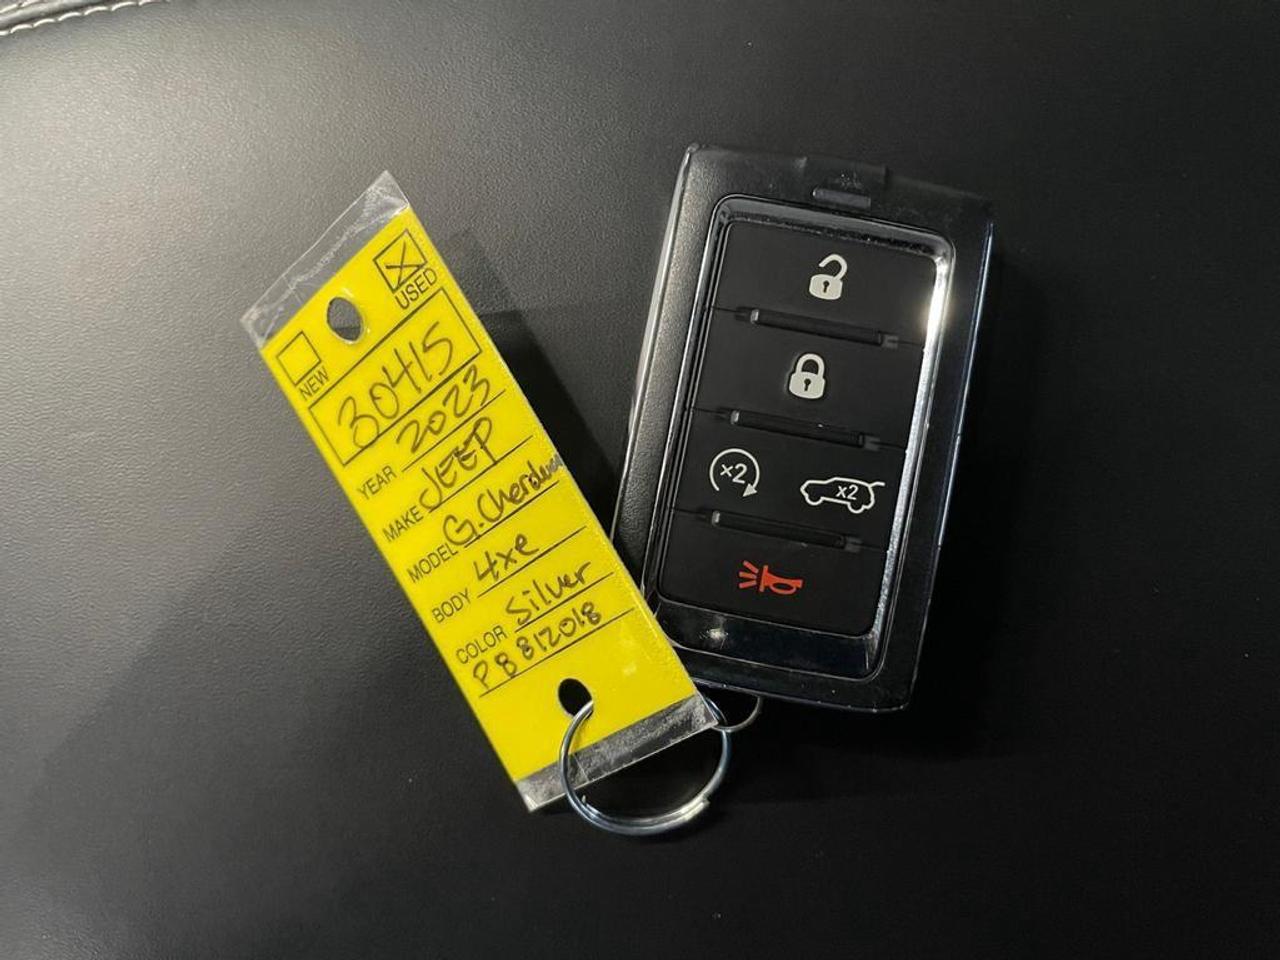 USED
NEW
30415
YEAR 2023
MAKE JEEP
MODEL G.Cherokee
BODY 4xe
COLOR Silver
P8812018
x2
x2